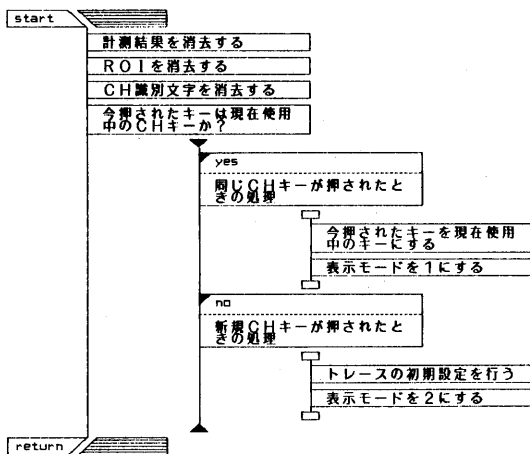 start
計測結果を消去する
ROIを消去する
CH識別文字を消去する
今押されたキーは現在使用
中のCHキーか？
yes
同じCHキーが押されたと
きの処理
今押されたキーを現在使用
中のキーにする
表示モードを1にする
no
新規CHキーが押されたと
きの処理
トレースの初期設定を行う
表示モードを2にする
return